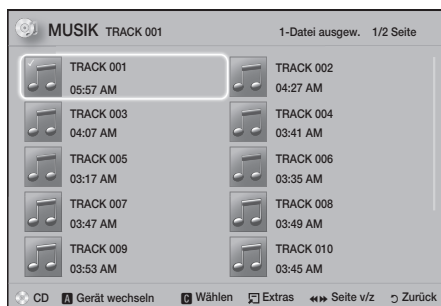 MUSIK TRACK 001 1-Datei ausgew. 1/2 Seite
TRACK 001 TRACK 002
05:57 AM 04:27 AM
TRACK 003 TRACK 004
04:07 AM 03:41 AM
TRACK 005 TRACK 006
03:17 AM 03:35 AM
TRACK 007 TRACK 008
03:47 AM 03:49 AM
TRACK 009 TRACK 010
03:53 AM 03:45 AM
CD A Gerät wechseln C Wählen Extras Seite v/z Zurück